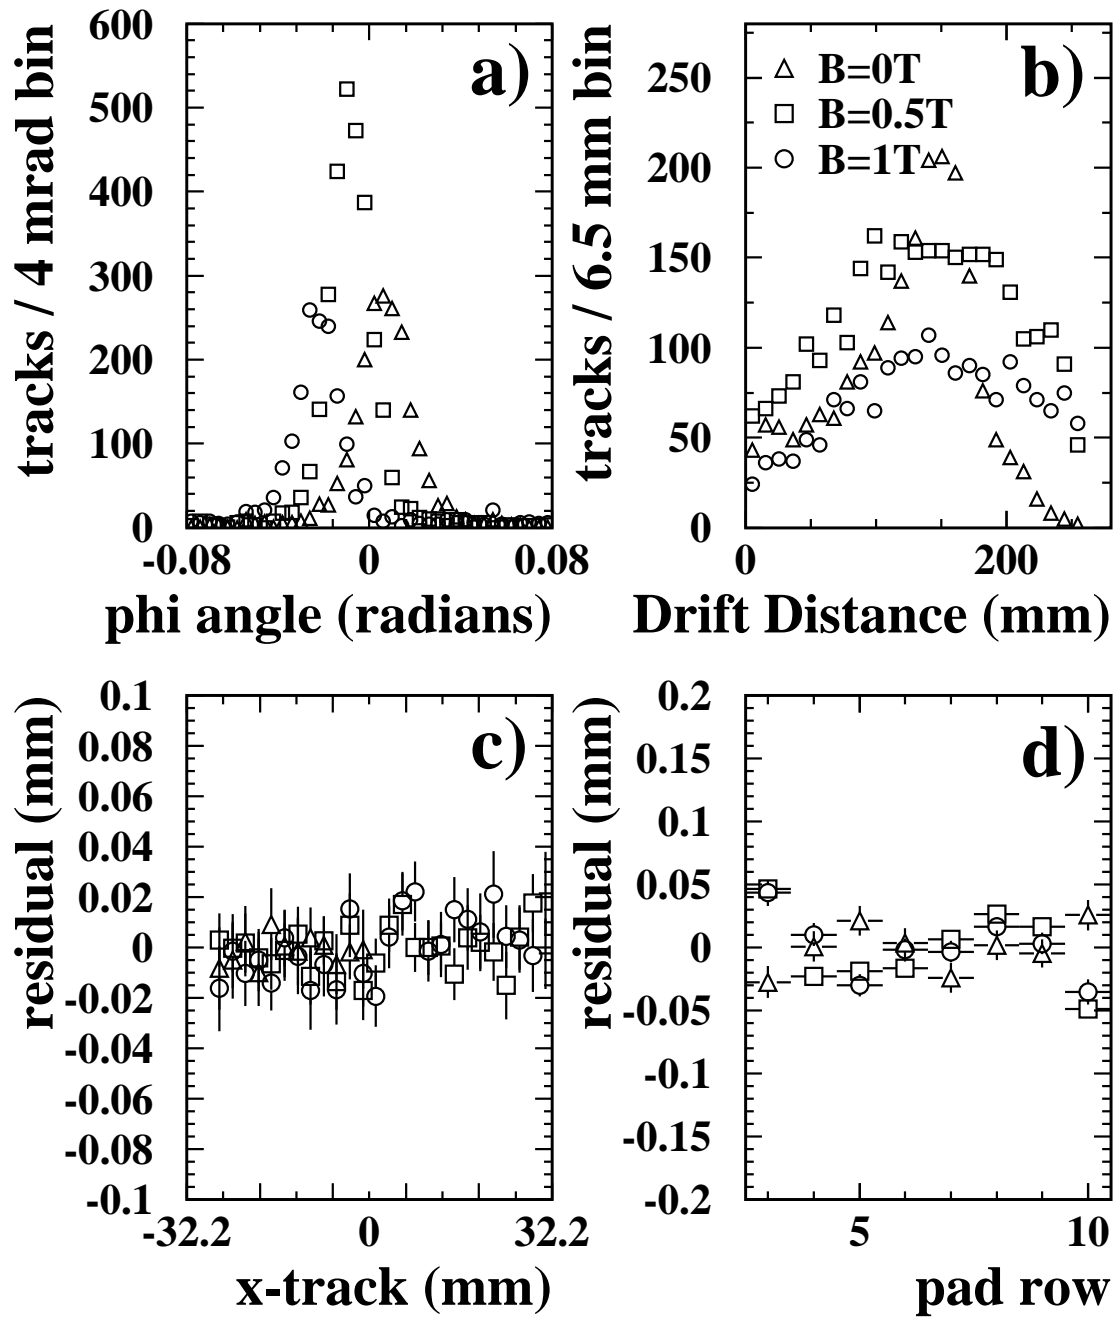 a)
tracks / 4 mrad bin
600
500
400
300
200
100
0
-0.08
0
0.08
phi angle (radians)
b)
B=0T
B=0.5T
B=1T
tracks / 6.5 mm bin
250
200
150
100
50
0
0
200
Drift Distance (mm)
c)
residual (mm)
0.1
0.08
0.06
0.04
0.02
0
-0.02
-0.04
-0.06
-0.08
-0.1
-32.2
0
32.2
x-track (mm)
d)
residual (mm)
0.2
0.15
0.1
0.05
0
-0.05
-0.1
-0.15
-0.2
5
10
pad row